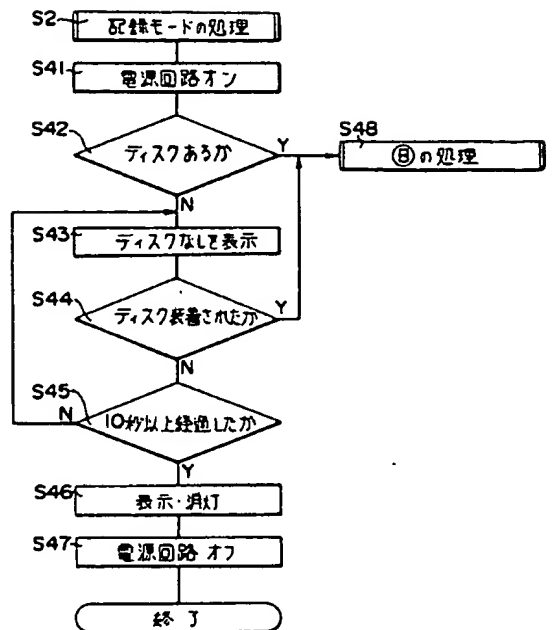 S2
記録モードの処理
S41
電源回路オン
S42
ディスクあるか
Y
N
S48
Ⓑの処理
S43
ディスクなしを表示
S44
ディスク装着されたか
Y
N
S45
10秒以上経過したか
N
Y
S46
表示・消灯
S47
電源回路オフ
終了